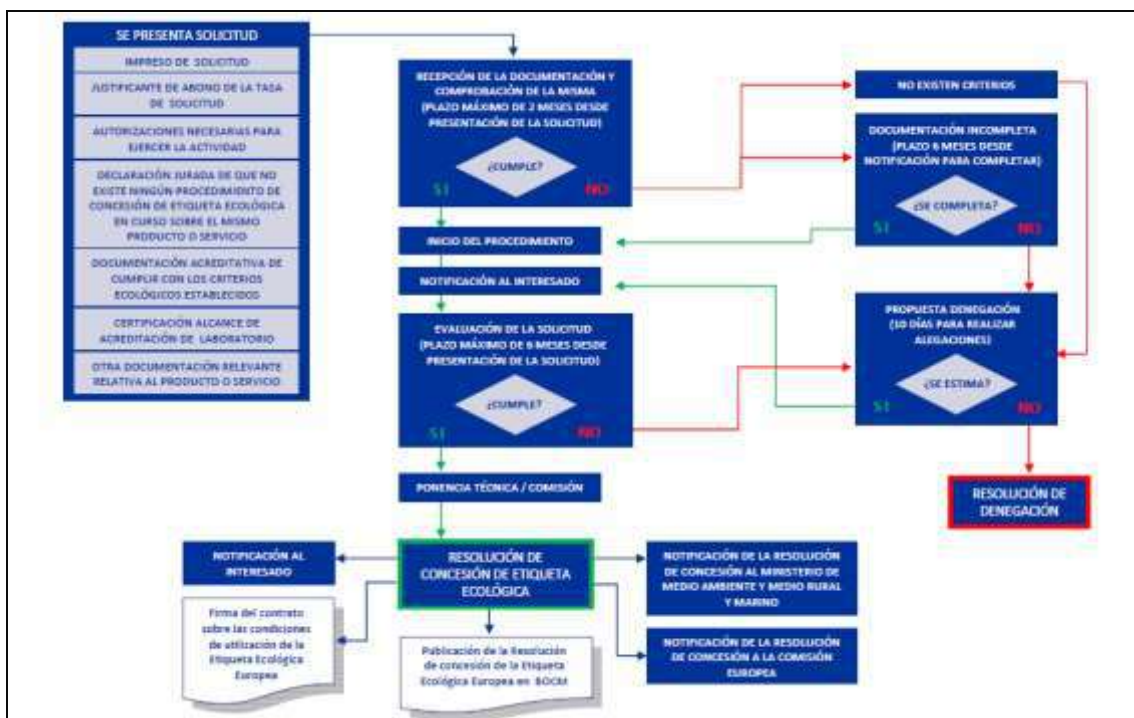 SE PRESENTA SOLICITUD
IMPRESO DE SOLICITUD
JUSTIFICANTE DE ABONO DE LA TASA
DE SOLICITUD
AUTORIZACIONES NECESARIAS PARA
EJERCER LA ACTIVIDAD
DECLARACIÓN JURADA DE QUE NO
EXISTE NINGÚN PROCEDIMIENTO DE
CONCESIÓN DE ETIQUETA ECOLÓGICA
EN CURSO SOBRE EL MISMO
PRODUCTO O SERVICIO
DOCUMENTACIÓN ACREDITATIVA DE
CUMPLIR CON LOS CRITERIOS
ECOLÓGICOS ESTABLECIDOS
CERTIFICACIÓN ALCANCE DE
ACREDITACIÓN DE LABORATORIO
OTRA DOCUMENTACIÓN RELEVANTE
RELATIVA AL PRODUCTO O SERVICIO
RECEPCIÓN DE LA DOCUMENTACIÓN Y
COMPROBACIÓN DE LA MISMA
(PLAZO MÁXIMO DE 2 MESES DESDE
PRESENTACIÓN DE LA SOLICITUD)
¿CUMPLE?
SI
NO
NO EXISTEN CRITERIOS
DOCUMENTACIÓN INCOMPLETA
(PLAZO 6 MESES DESDE
NOTIFICACIÓN PARA COMPLETAR)
¿SE COMPLETA?
SI
NO
INICIO DEL PROCEDIMIENTO
NOTIFICACIÓN AL INTERESADO
EVALUACIÓN DE LA SOLICITUD
(PLAZO MÁXIMO DE 6 MESES DESDE
PRESENTACIÓN DE LA SOLICITUD)
¿CUMPLE?
SI
NO
PROPUESTA DENEGACIÓN
(10 DÍAS PARA REALIZAR
ALEGACIONES)
¿SE ESTIMA?
SI
NO
PONENCIA TÉCNICA / COMISIÓN
RESOLUCIÓN DE
DENEGACIÓN
NOTIFICACIÓN AL
INTERESADO
RESOLUCIÓN DE
CONCESIÓN DE ETIQUETA
ECOLÓGICA
NOTIFICACIÓN DE LA RESOLUCIÓN
DE CONCESIÓN AL MINISTERIO DE
MEDIO AMBIENTE Y MEDIO RURAL
Y MARINO
Firma del contrato
sobre las condiciones
de utilización de la
Etiqueta Ecológica
Europea
Publicación de la Resolución
de concesión de la Etiqueta
Ecológica Europea en BOCM
NOTIFICACIÓN DE LA RESOLUCIÓN
DE CONCESIÓN A LA COMISIÓN
EUROPEA